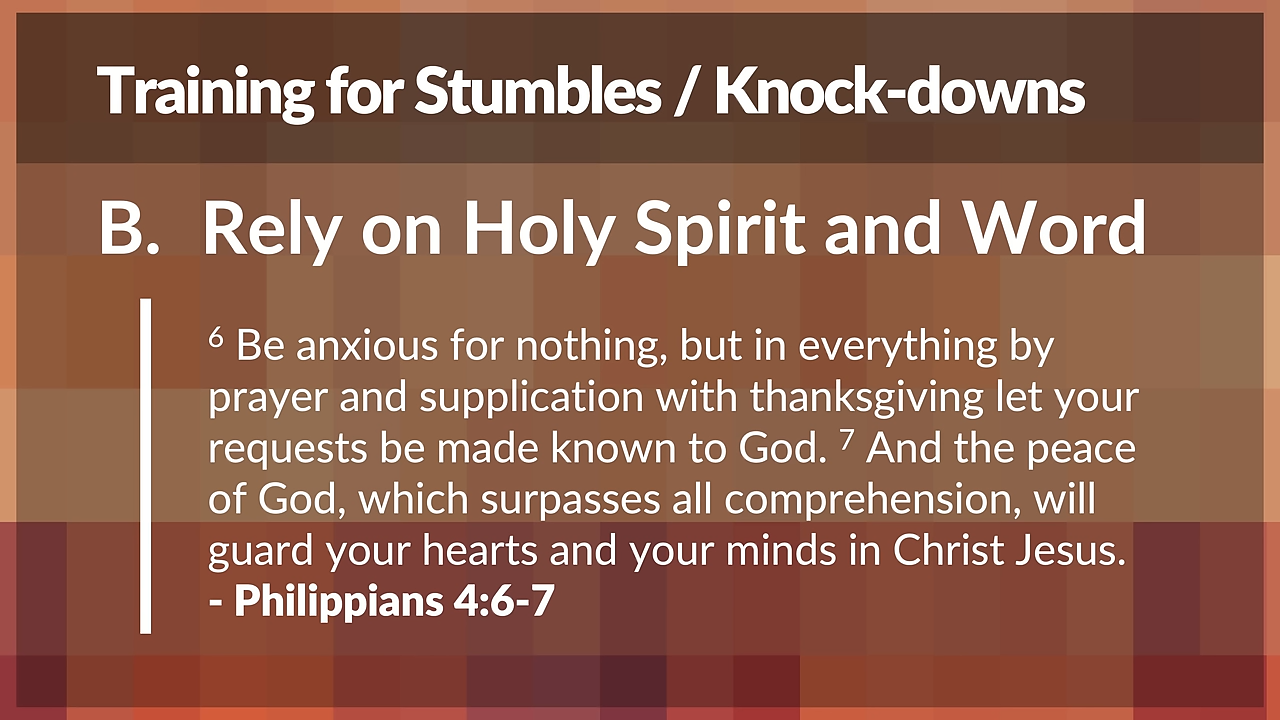 Training for Stumbles / Knock-downs
B. Rely on Holy Spirit and Word
⁶ Be anxious for nothing, but in everything by
prayer and supplication with thanksgiving let your
requests be made known to God. ⁷ And the peace
of God, which surpasses all comprehension, will
guard your hearts and your minds in Christ Jesus.
- Philippians 4:6-7